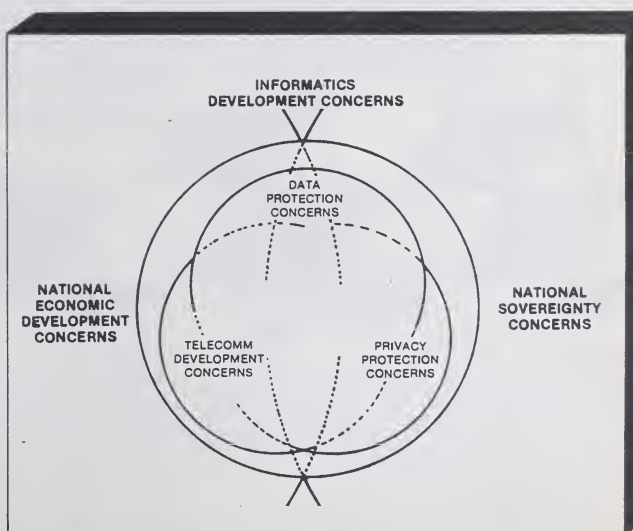 INFORMATICS
DEVELOPMENT CONCERNS
DATA
PROTECTION
CONCERNS
NATIONAL
ECONOMIC
DEVELOPMENT
CONCERNS
NATIONAL
SOVEREIGNTY
CONCERNS
TELECOMM
DEVELOPMENT
CONCERNS
PRIVACY
PROTECTION
CONCERNS